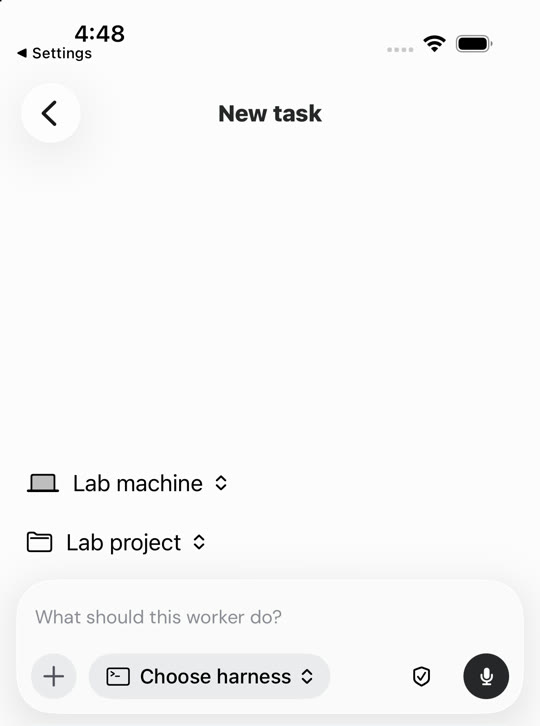 4:48
◀ Settings
New task
Lab machine
Lab project
What should this worker do?
Choose harness